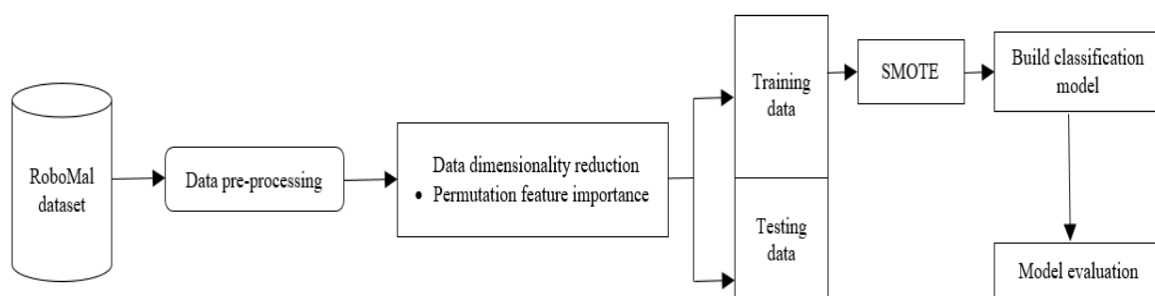 RoboMal
dataset
Data pre-processing
Data dimensionality reduction
• Permutation feature importance
Training
data
Testing
data
SMOTE
Build classification
model
Model evaluation